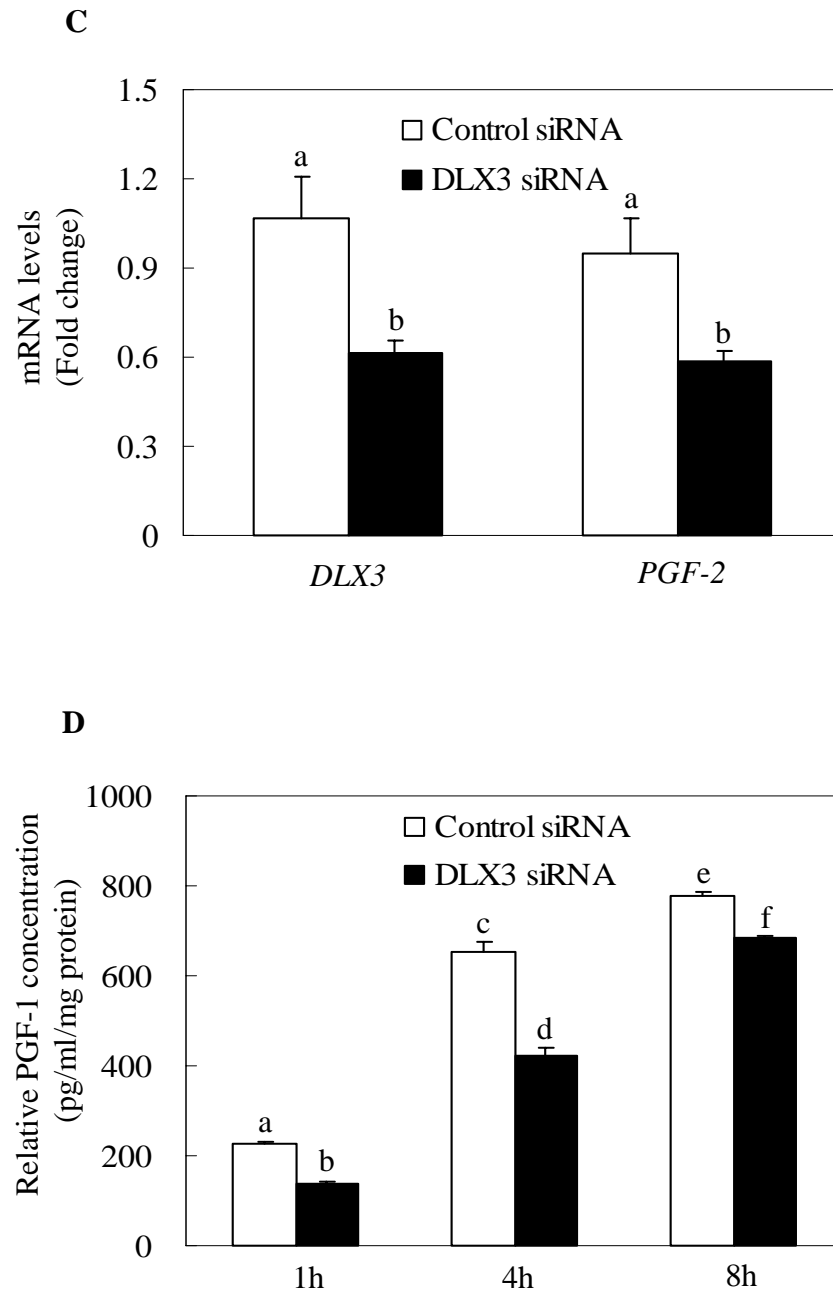 C
1.5
1.2
0.9
0.6
0.3
0
mRNA levels
(Fold change)
Control siRNA
DLX3 siRNA
a
b
a
b
DLX3
PGF-2
D
1000
800
600
400
200
0
Relative PGF-1 concentration
(pg/ml/mg protein)
Control siRNA
DLX3 siRNA
a
b
c
d
e
f
1h
4h
8h